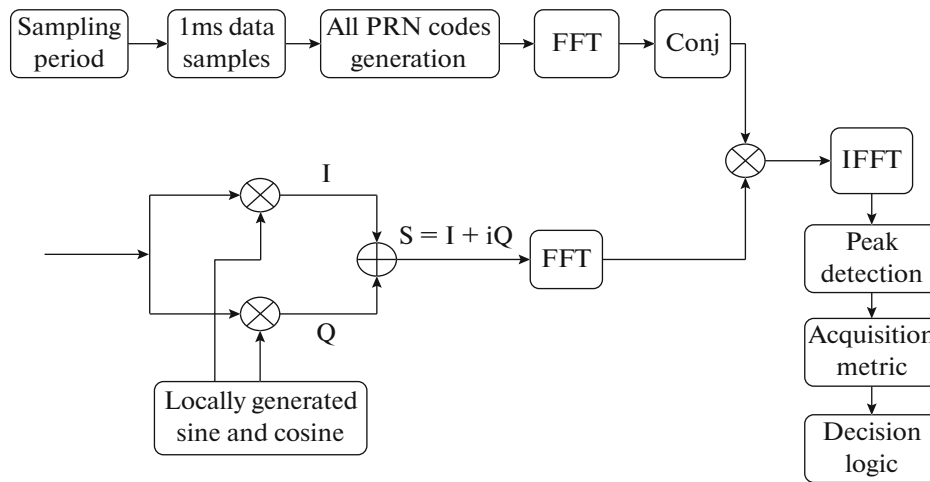 Sampling
period
1ms data
samples
All PRN codes
generation
FFT
Conj
IFFT
I
S = I + iQ
FFT
Q
Locally generated
sine and cosine
Peak
detection
Acquisition
metric
Decision
logic